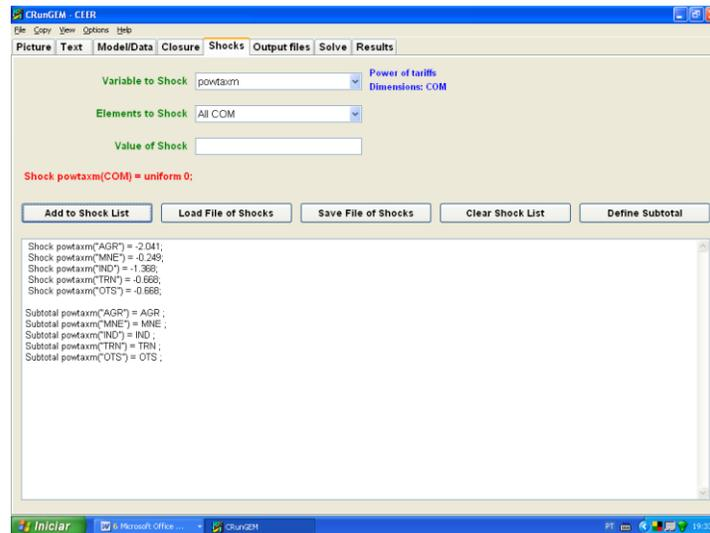 CRunGEM - CEER
File Copy View Options Help
Picture Text Model/Data Closure Shocks Output files Solve Results
Variable to Shock powtaxm
Power of tariffs
Dimensions: COM
Elements to Shock All COM
Value of Shock
Shock powtaxm(COM) = uniform 0;
Add to Shock List Load File of Shocks Save File of Shocks Clear Shock List Define Subtotal
Shock powtaxm("AGR") = -2.041;
Shock powtaxm("MNE") = -0.249;
Shock powtaxm("IND") = -1.368;
Shock powtaxm("TRN") = -0.668;
Shock powtaxm("OTS") = -0.668;
Subtotal powtaxm("AGR") = AGR ;
Subtotal powtaxm("MNE") = MNE ;
Subtotal powtaxm("IND") = IND ;
Subtotal powtaxm("TRN") = TRN ;
Subtotal powtaxm("OTS") = OTS ;
Iniciar 6 Microsoft Office ... CRunGEM PT